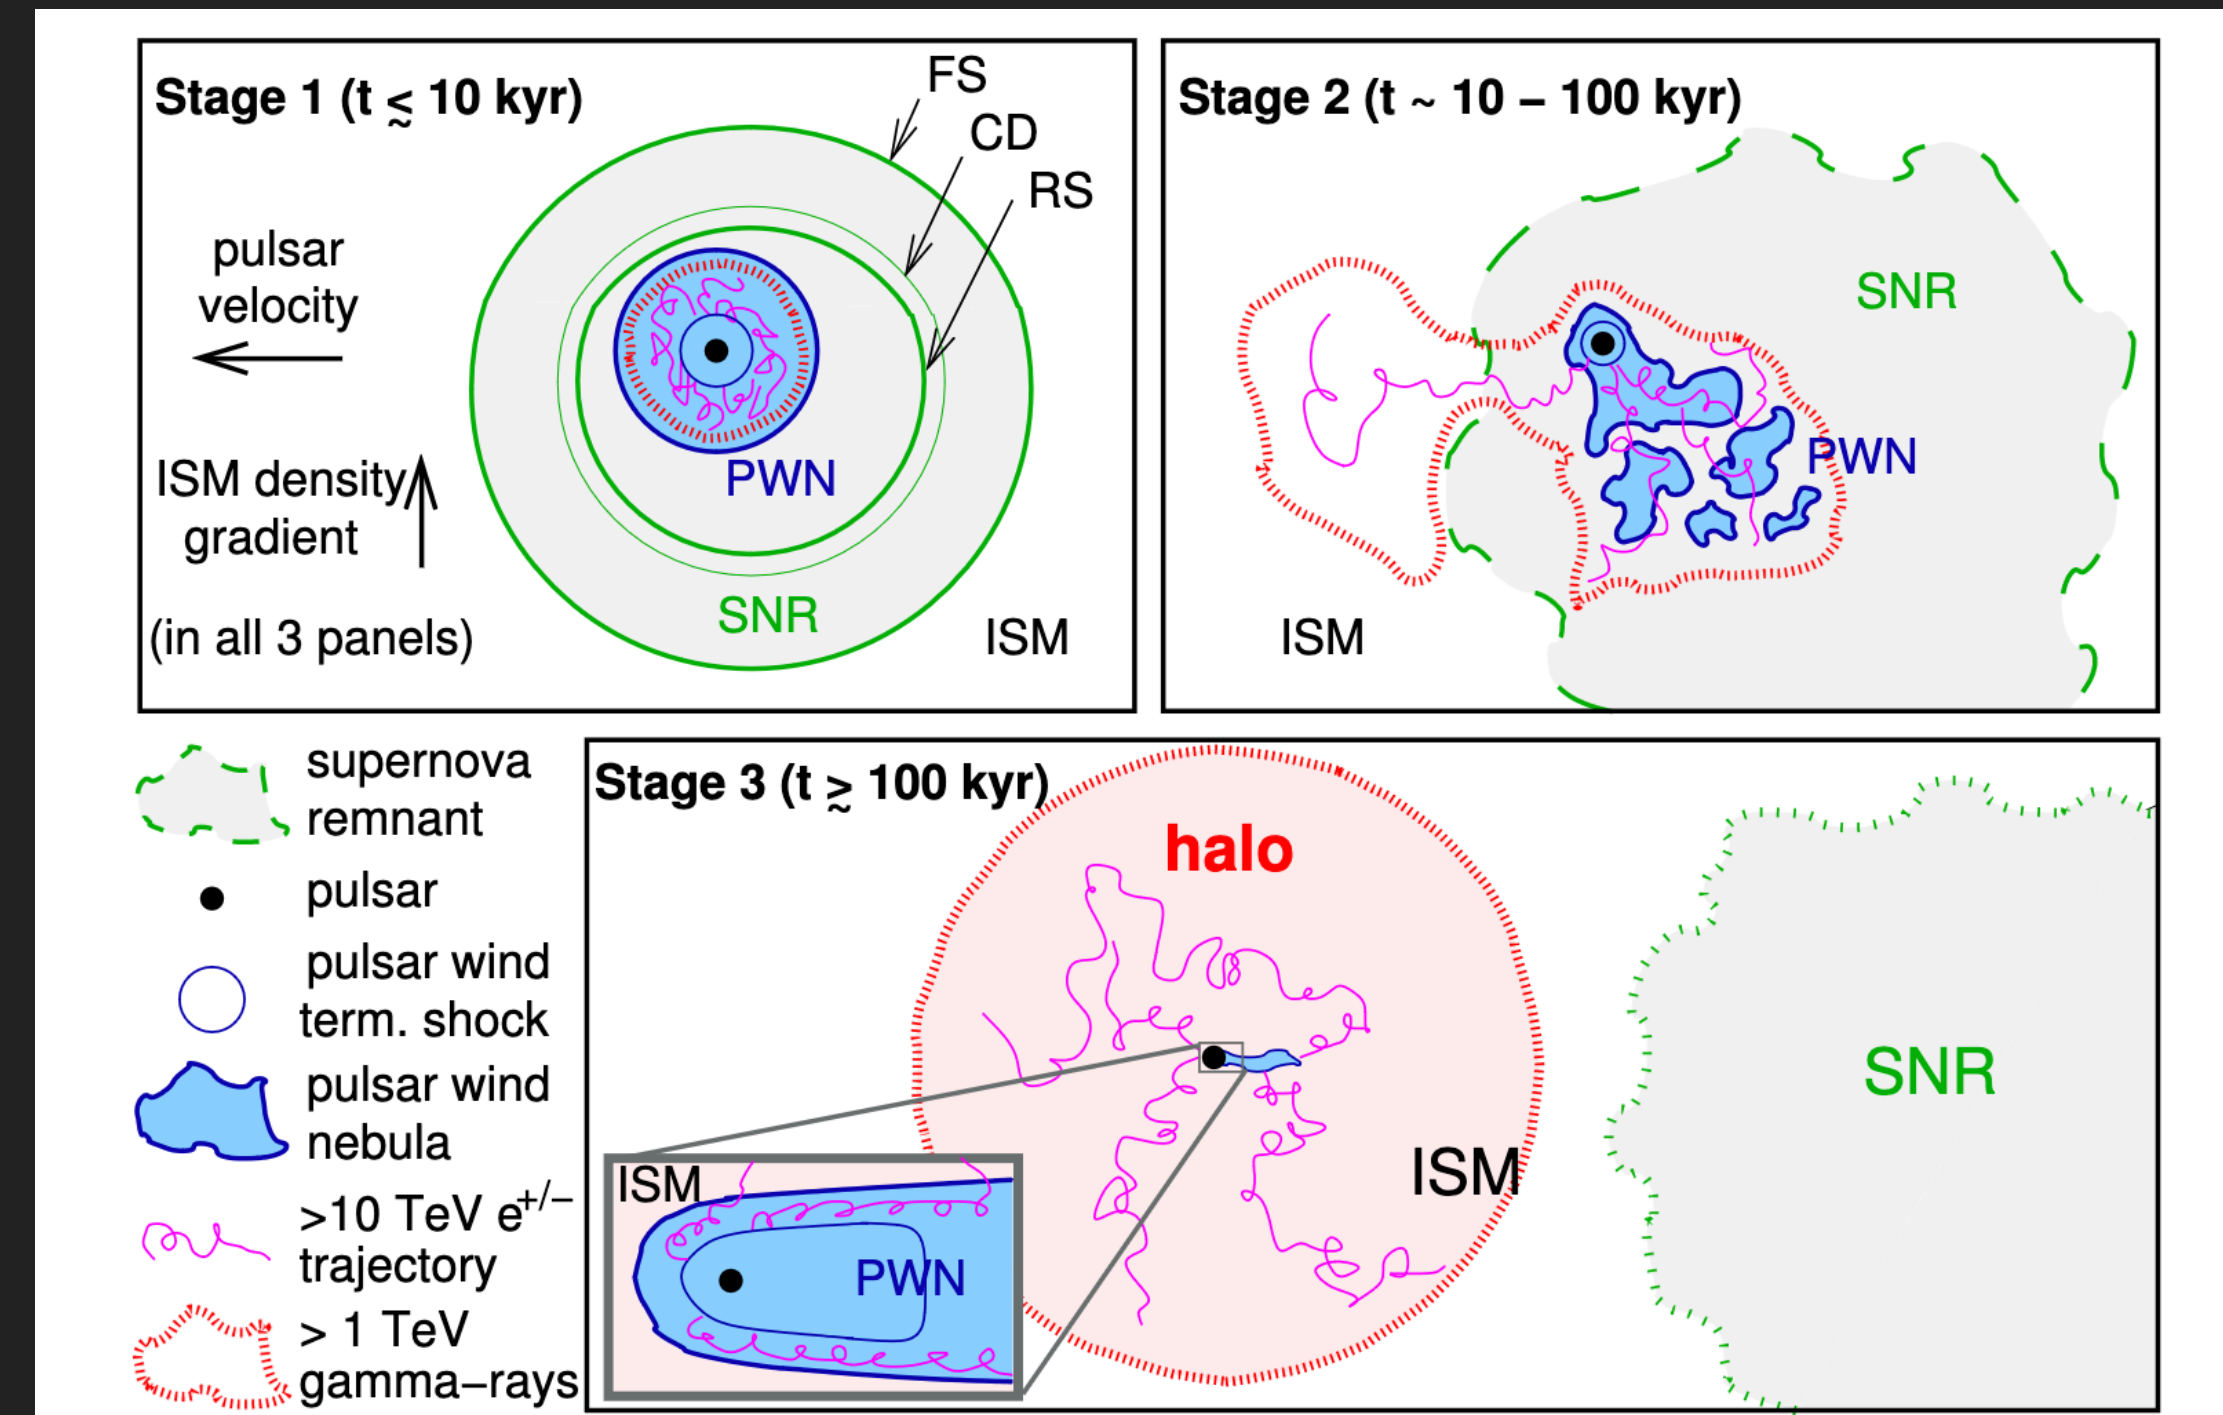 Stage 1 (t ≲ 10 kyr)
FS
CD
RS
pulsar
velocity
ISM density
gradient
(in all 3 panels)
PWN
SNR
ISM
Stage 2 (t ~ 10 – 100 kyr)
SNR
PWN
ISM
supernova
remnant
pulsar
pulsar wind
term. shock
pulsar wind
nebula
>10 TeV e+/–
trajectory
> 1 TeV
gamma–rays
Stage 3 (t ≳ 100 kyr)
halo
ISM
SNR
ISM
PWN